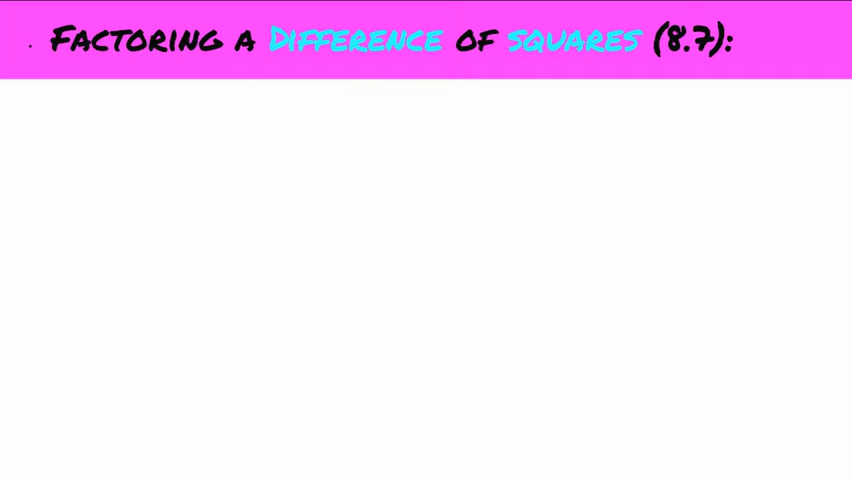 Factoring a Difference of squares (8.7):